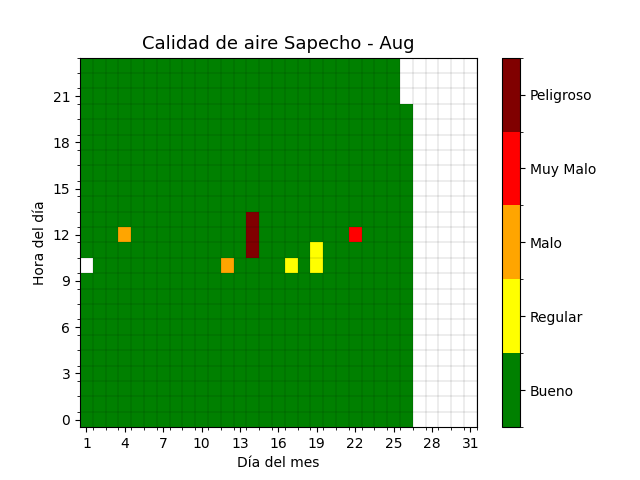 Calidad de aire Sapecho - Aug
21
18
15
12
9
6
3
0
Hora del día
1 4 7 10 13 16 19 22 25 28 31
Día del mes
Peligroso
Muy Malo
Malo
Regular
Bueno